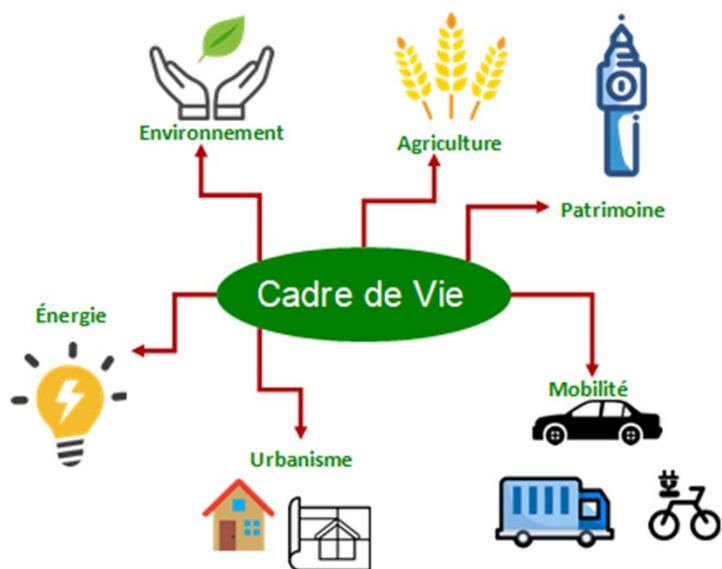 Environnement
Agriculture
Patrimoine
Cadre de Vie
Énergie
Mobilité
Urbanisme